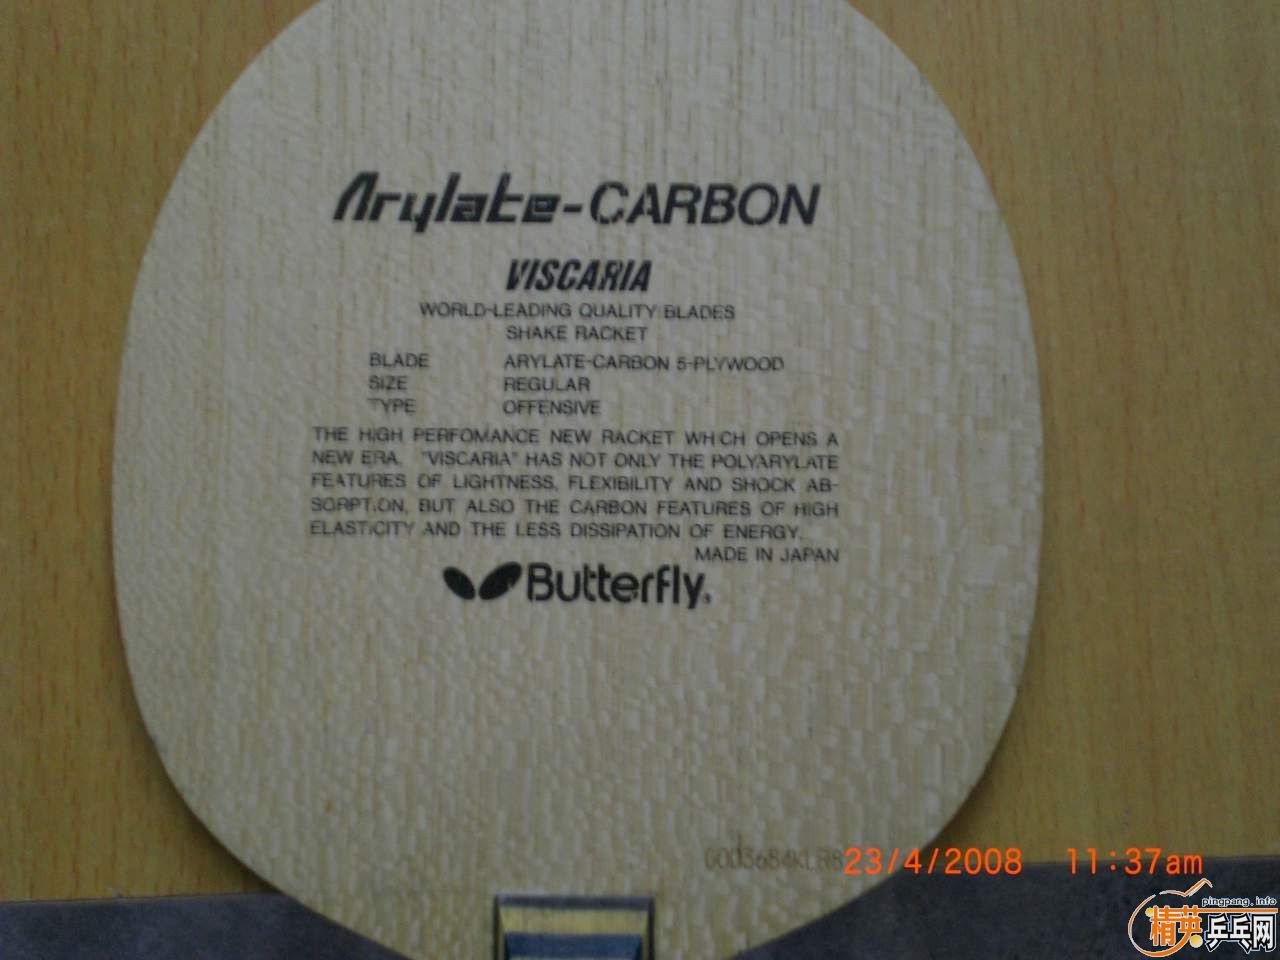 Arylate-CARBON
VISCARIA
WORLD-LEADING QUALITY BLADES
SHAKE RACKET
BLADE ARYLATE-CARBON 5-PLYWOOD
SIZE REGULAR
TYPE OFFENSIVE
THE HIGH PERFOMANCE NEW RACKET WHICH OPENS A
NEW ERA. "VISCARIA" HAS NOT ONLY THE POLYARYLATE
FEATURES OF LIGHTNESS, FLEXIBILITY AND SHOCK AB-
SORPTION, BUT ALSO THE CARBON FEATURES OF HIGH
ELASTICITY AND THE LESS DISSIPATION OF ENERGY.
MADE IN JAPAN
Butterfly
23/4/2008 11:37am
pingpang.info
精英乒乓网